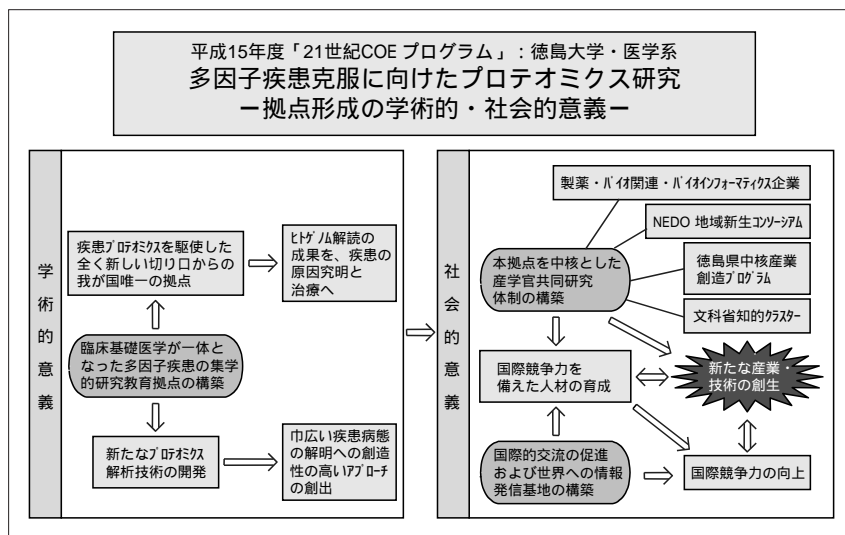 平成15年度「21世紀COE プログラム」：徳島大学・医学系
多因子疾患克服に向けたプロテオミクス研究
ー拠点形成の学術的・社会的意義ー
学術的意義
疾患ﾌﾟﾛﾃｵﾐｸｽを駆使した
全く新しい切り口からの
我が国唯一の拠点
ﾋﾄｹﾞﾉﾑ解読の
成果を、疾患の
原因究明と
治療へ
臨床基礎医学が一体と
なった多因子疾患の集学
的研究教育拠点の構築
新たなﾌﾟﾛﾃｵﾐｸｽ
解析技術の開発
巾広い疾患病態
の解明への創造
性の高いｱﾌﾟﾛｰﾁ
の創出
社会的意義
製薬・ﾊﾞｲｵ関連・ﾊﾞｲｵｲﾝﾌｫｰﾏﾃｨｸｽ企業
NEDO 地域新生ｺﾝｿｰｼｱﾑ
本拠点を中核とした
産学官共同研究
体制の構築
徳島県中核産業
創造ﾌﾟﾛｸﾞﾗﾑ
文科省知的ｸﾗｽﾀｰ
国際競争力を
備えた人材の育成
新たな産業・
技術の創生
国際的交流の促進
および世界への情報
発信基地の構築
国際競争力の向上